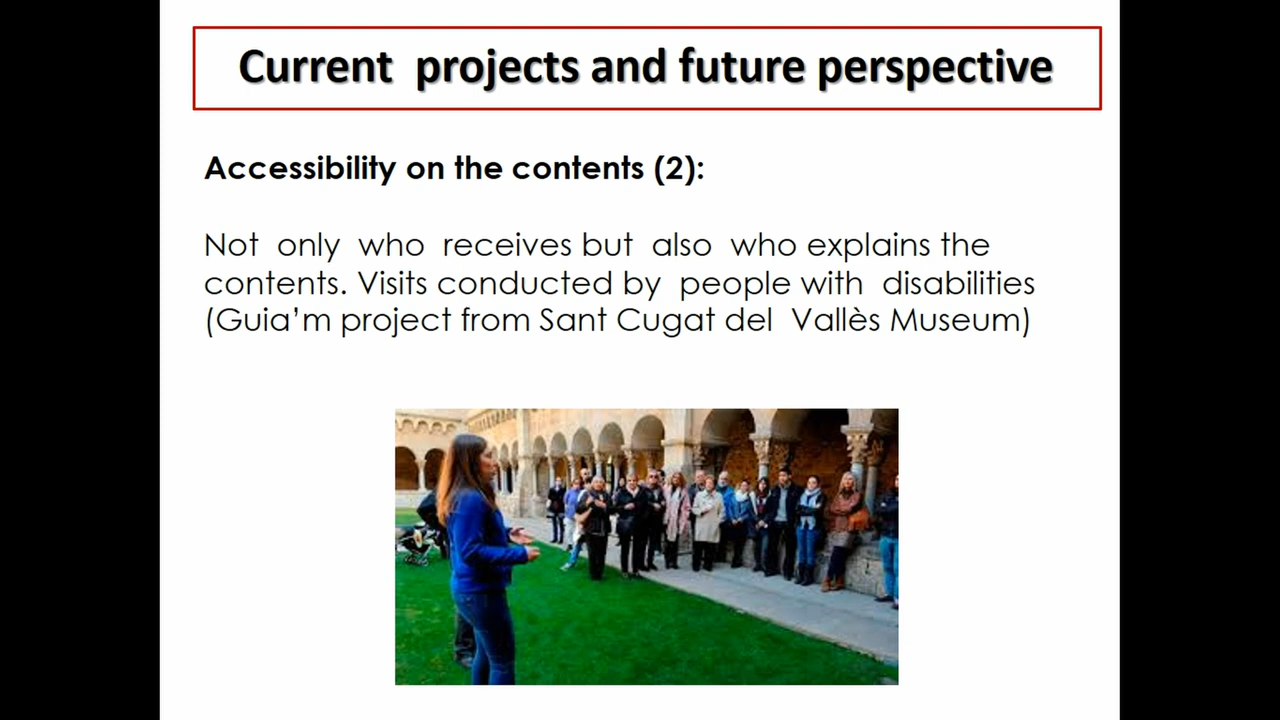 Current projects and future perspective
Accessibility on the contents (2):
Not only who receives but also who explains the
contents. Visits conducted by people with disabilities
(Guia’m project from Sant Cugat del Vallès Museum)